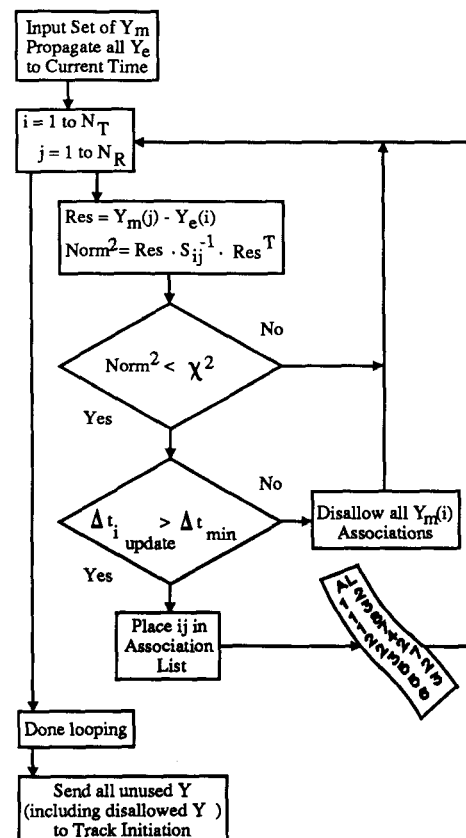 Input Set of Y_m
Propagate all Y_e
to Current Time
i = 1 to N_T
j = 1 to N_R
Res = Y_m(j) - Y_e(i)
Norm² = Res · S_ij⁻¹ · Res^T
No
Norm² < χ²
Yes
No
Δt_i update > Δt_min
Disallow all Y_m(i)
Associations
Yes
Place ij in
Association
List
AL
Done looping
Send all unused Y
(including disallowed Y )
to Track Initiation